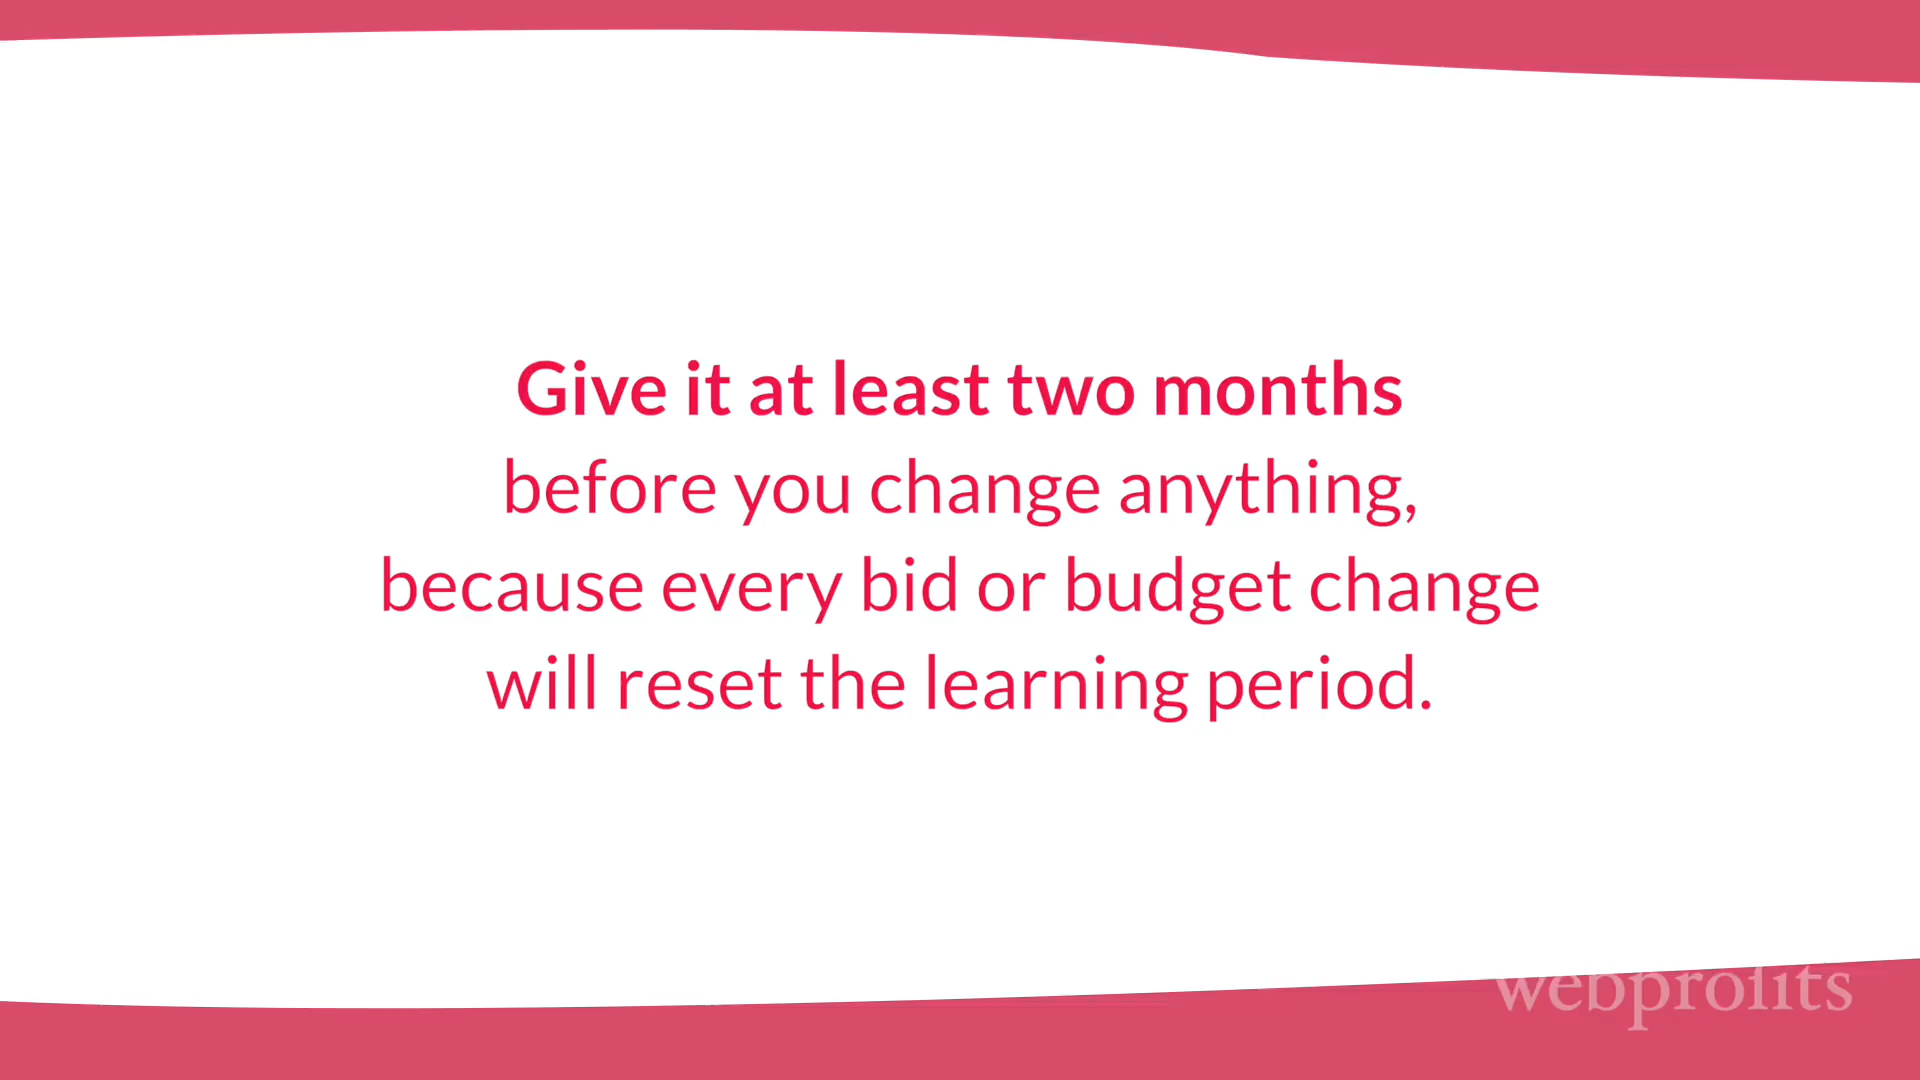 Give it at least two months
before you change anything,
because every bid or budget change
will reset the learning period.
webprofits